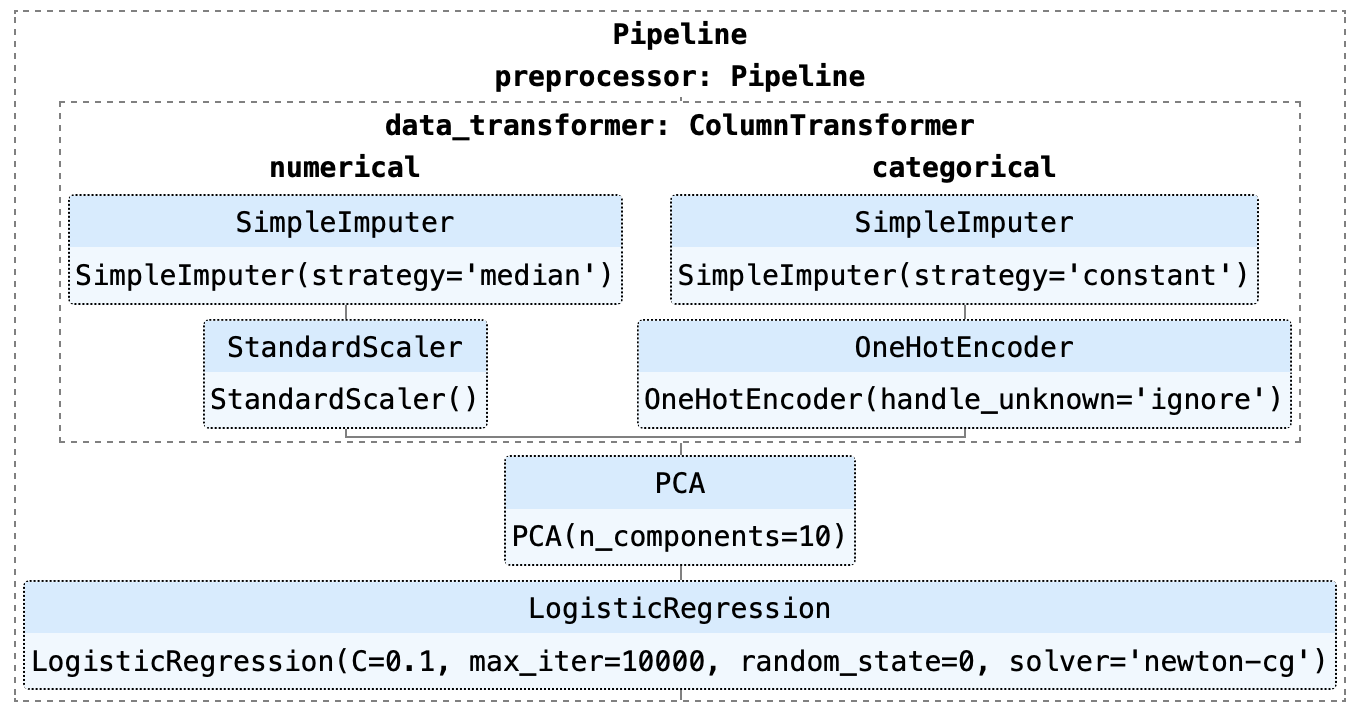 Pipeline
preprocessor: Pipeline
data_transformer: ColumnTransformer
numerical
SimpleImputer
SimpleImputer(strategy='median')
StandardScaler
StandardScaler()
categorical
SimpleImputer
SimpleImputer(strategy='constant')
OneHotEncoder
OneHotEncoder(handle_unknown='ignore')
PCA
PCA(n_components=10)
LogisticRegression
LogisticRegression(C=0.1, max_iter=10000, random_state=0, solver='newton-cg')